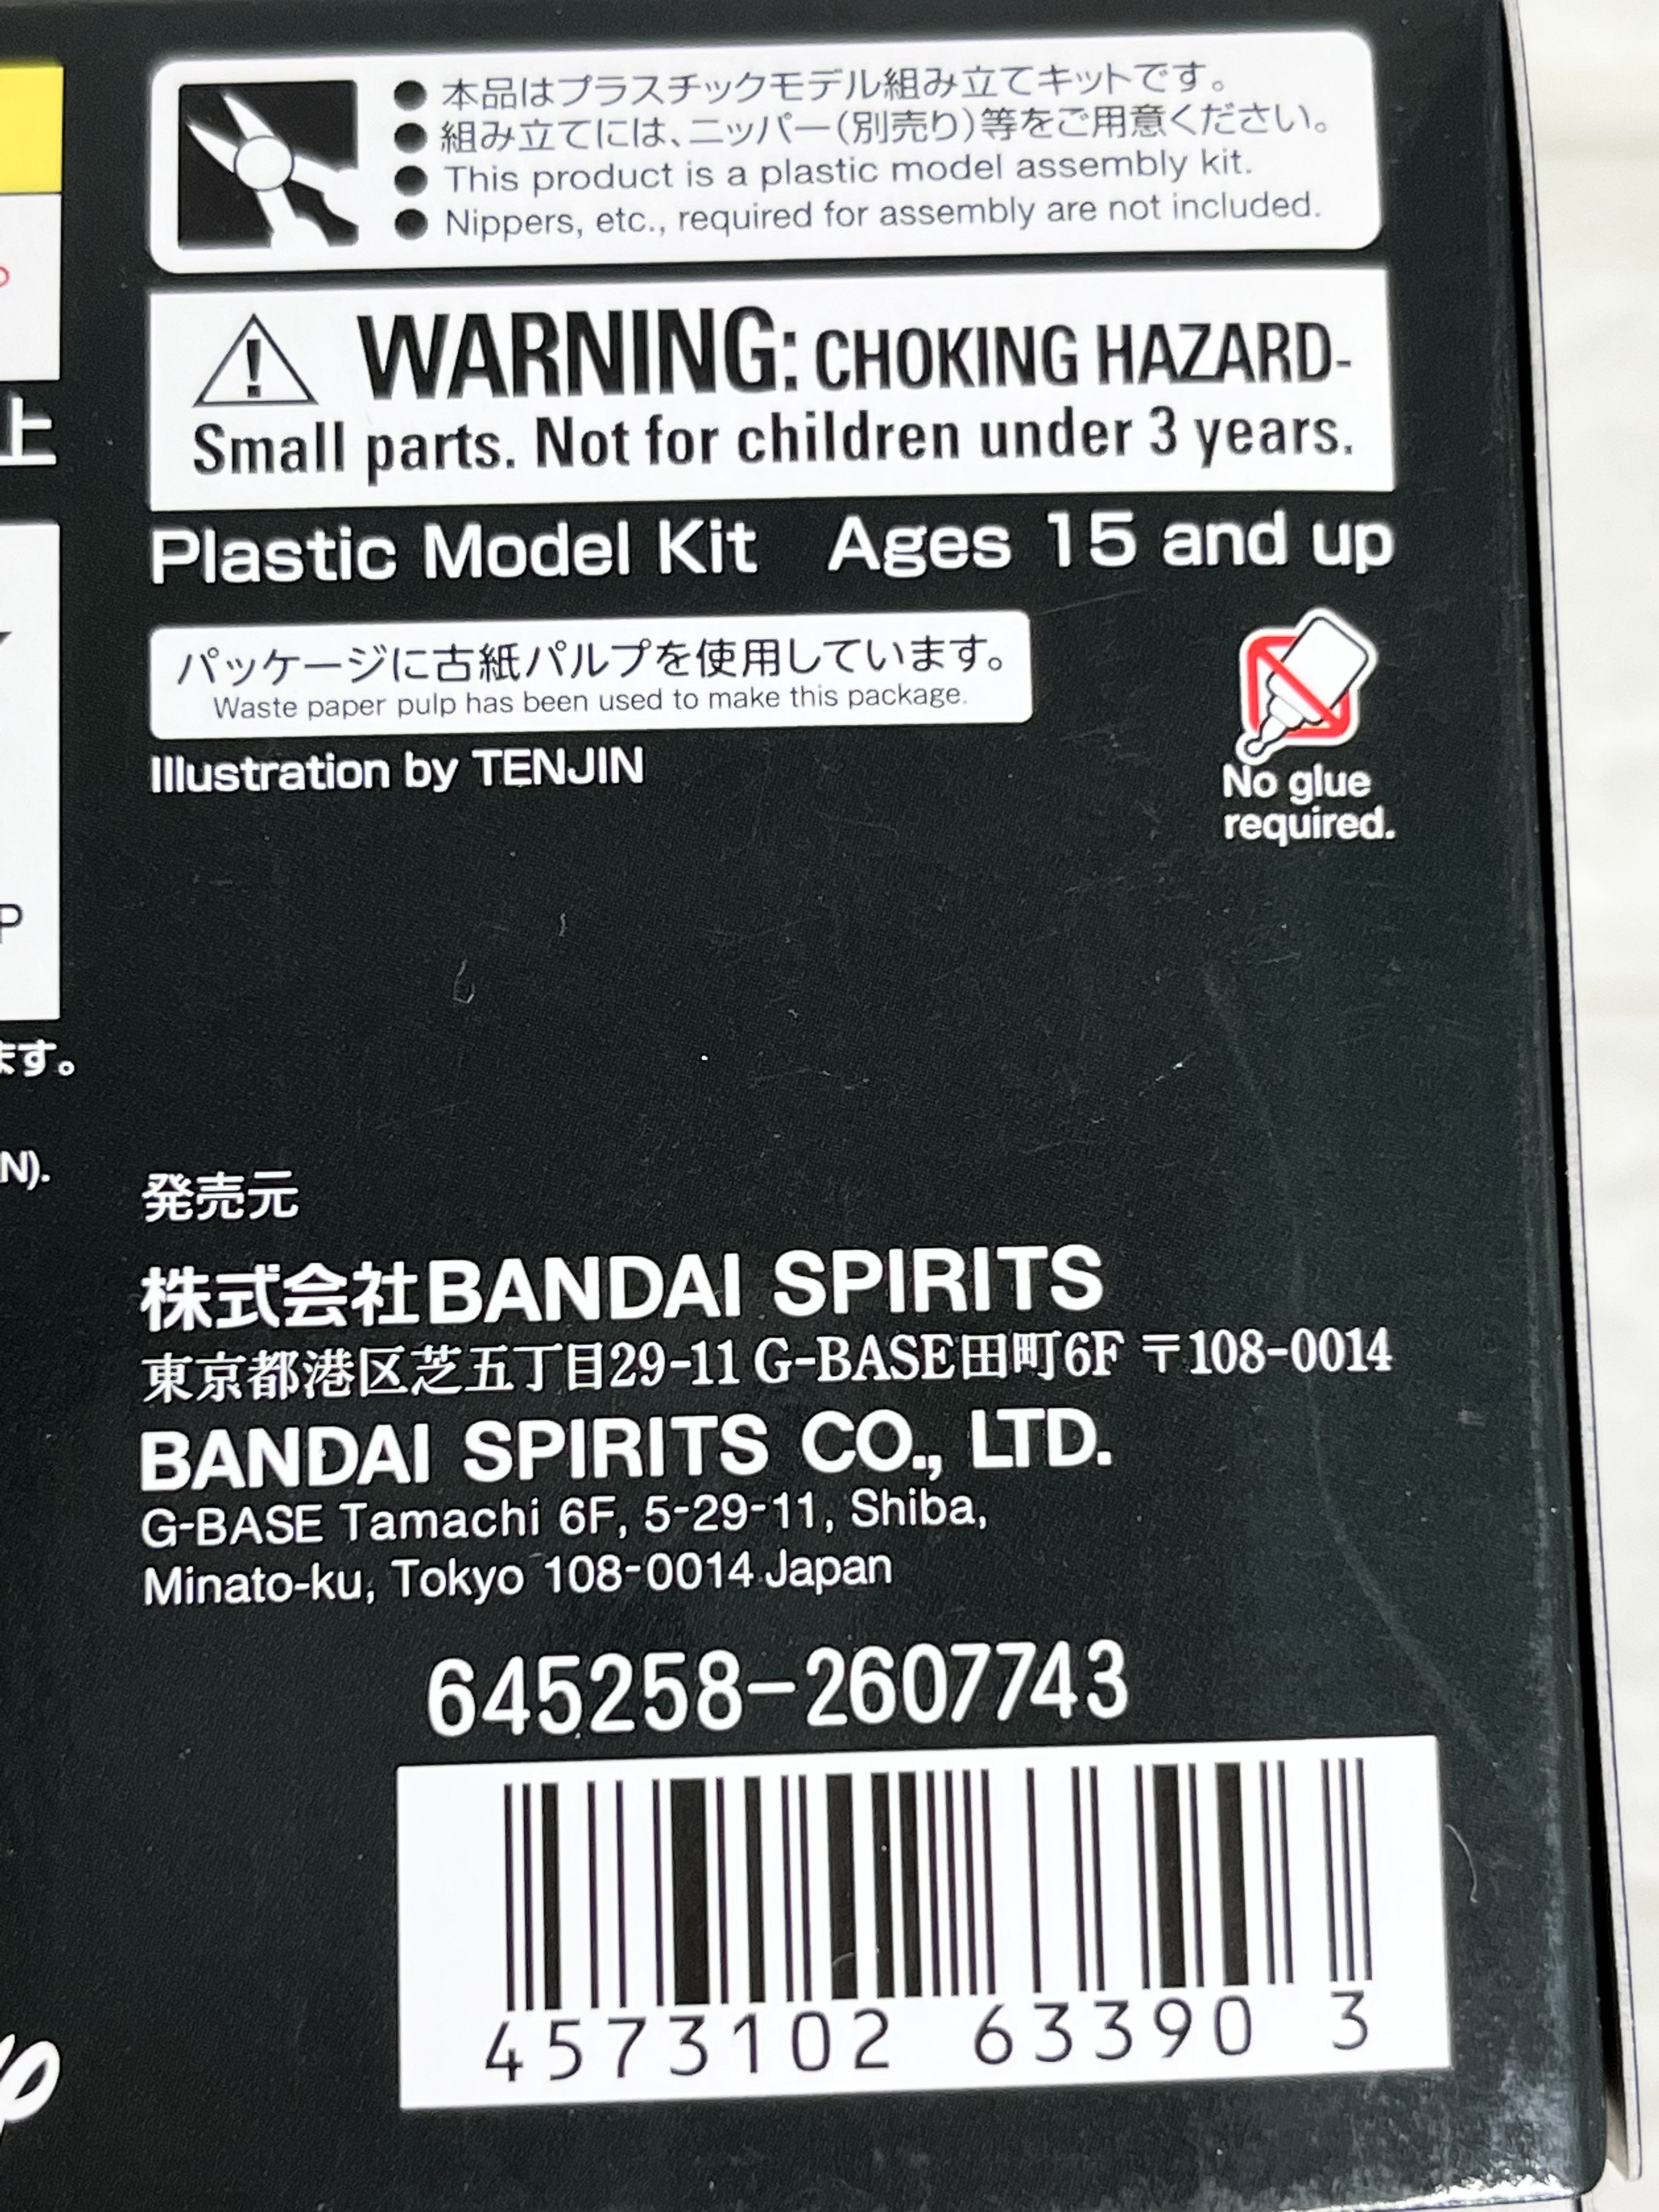 本品はプラスチックモデル組み立てキットです。
組み立てには、ニッパー(別売り)等をご用意ください。
This product is a plastic model assembly kit.
Nippers, etc., required for assembly are not included.
WARNING: CHOKING HAZARD-
Small parts. Not for children under 3 years.
上
Plastic Model Kit Ages 15 and up
パッケージに古紙パルプを使用しています。
Waste paper pulp has been used to make this package.
Illustration by TENJIN
No glue
required.
P
ます。
N).
発売元
株式会社BANDAI SPIRITS
東京都港区芝五丁目29-11 G-BASE田町6F 〒108-0014
BANDAI SPIRITS CO., LTD.
G-BASE Tamachi 6F, 5-29-11, Shiba,
Minato-ku, Tokyo 108-0014 Japan
645258-2607743
4573102 63390 3